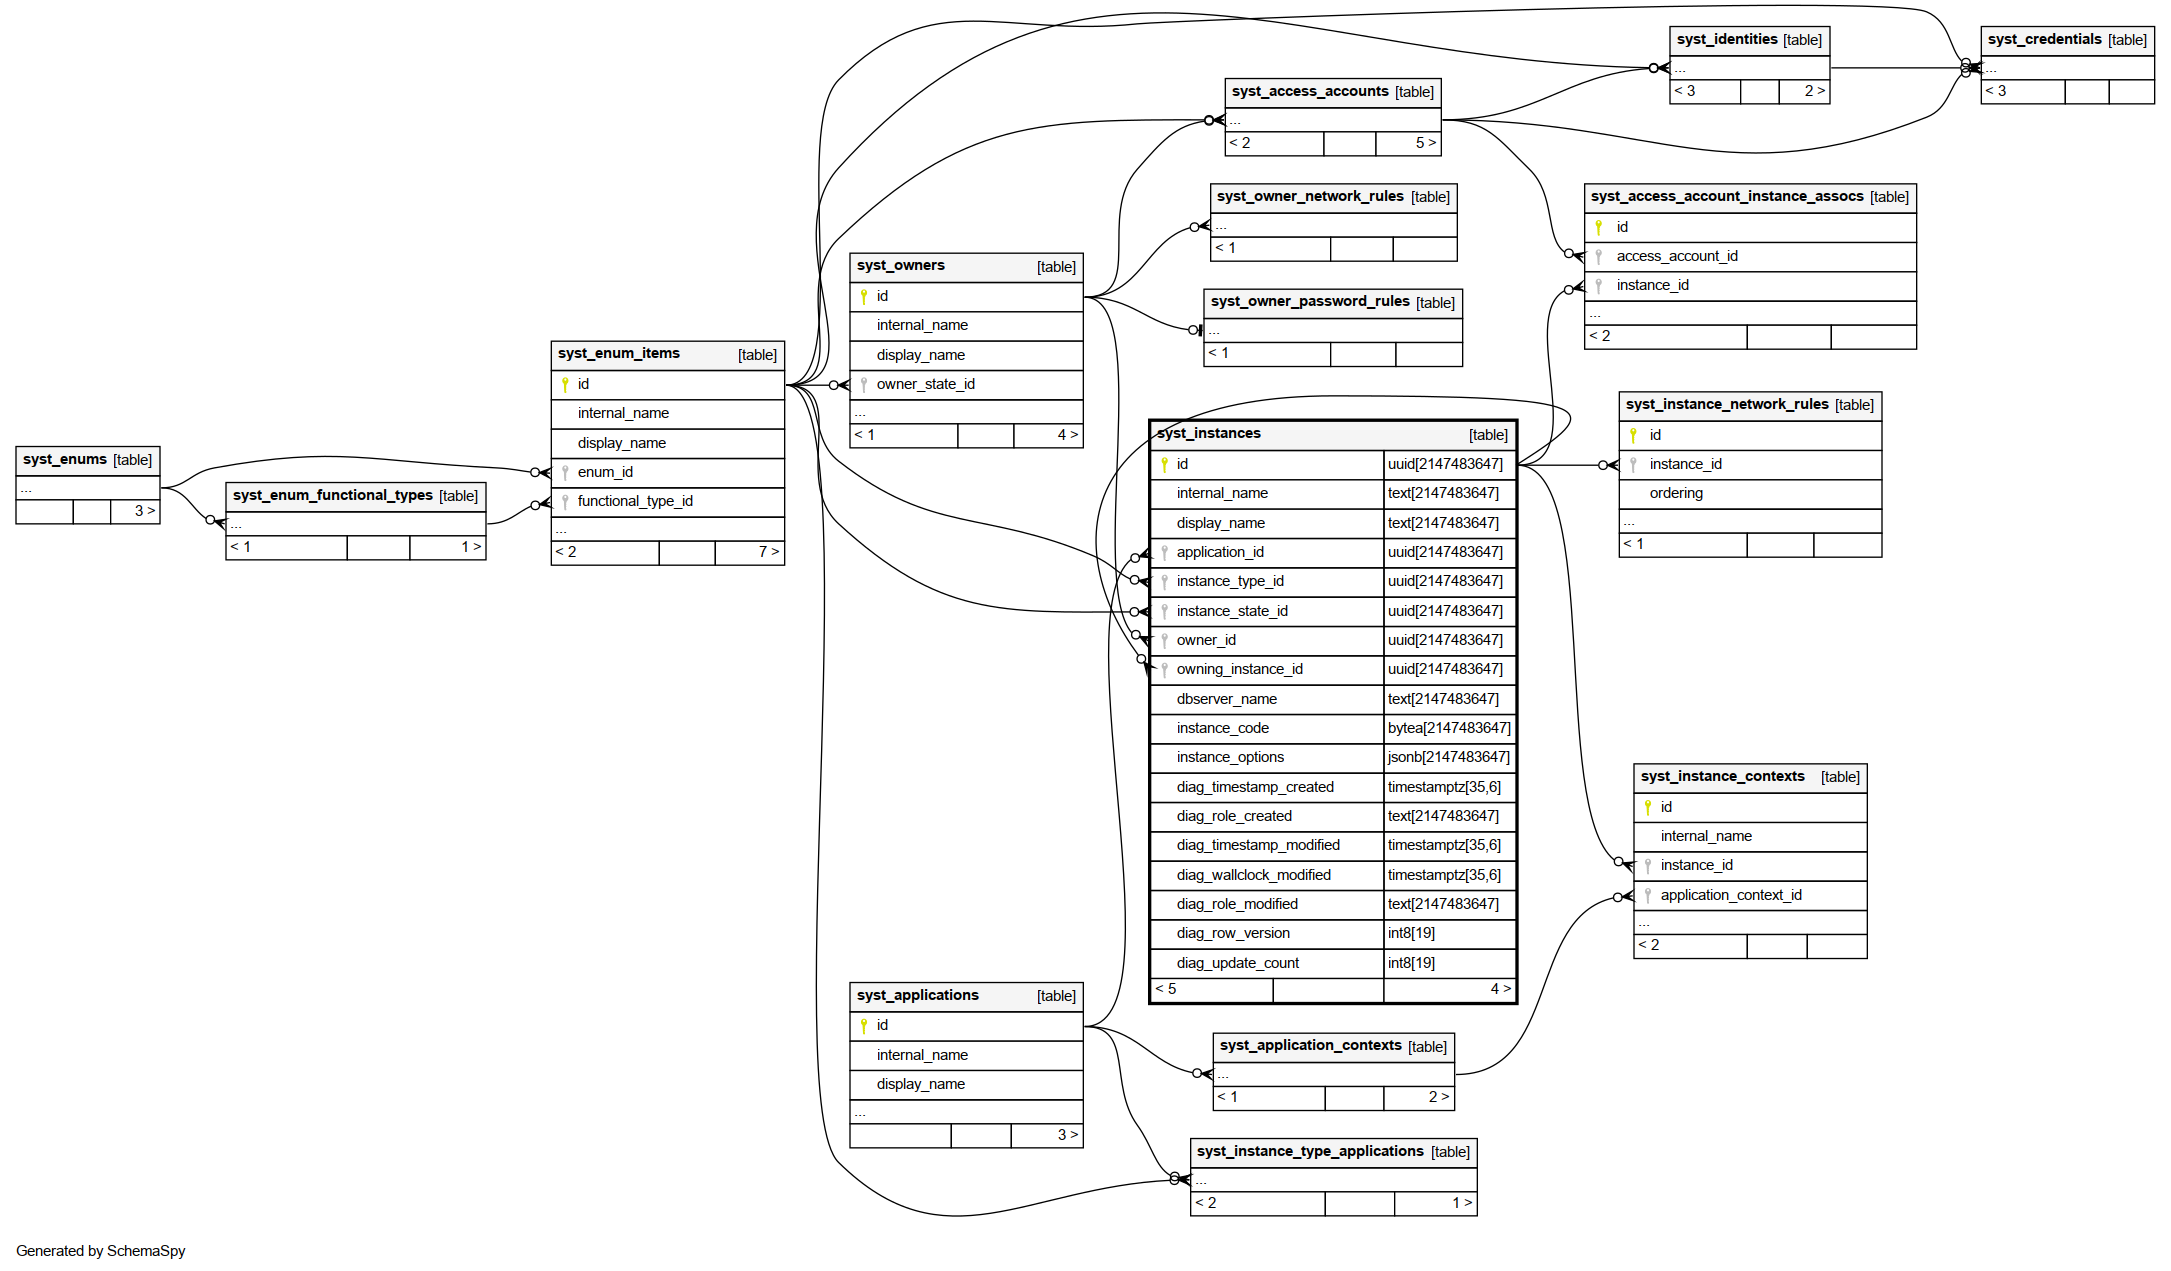 syst_identities [table]
...
< 3 2 >
syst_credentials [table]
...
< 3
syst_access_accounts [table]
...
< 2 5 >
syst_owner_network_rules [table]
...
< 1
syst_access_account_instance_assocs [table]
id
access_account_id
instance_id
...
< 2
syst_owners [table]
id
internal_name
display_name
owner_state_id
...
< 1 4 >
syst_owner_password_rules [table]
...
< 1
syst_enum_items [table]
id
internal_name
display_name
enum_id
functional_type_id
...
< 2 7 >
syst_enums [table]
...
3 >
syst_enum_functional_types [table]
...
< 1 1 >
syst_instances [table]
id uuid[2147483647]
internal_name text[2147483647]
display_name text[2147483647]
application_id uuid[2147483647]
instance_type_id uuid[2147483647]
instance_state_id uuid[2147483647]
owner_id uuid[2147483647]
owning_instance_id uuid[2147483647]
dbserver_name text[2147483647]
instance_code bytea[2147483647]
instance_options jsonb[2147483647]
diag_timestamp_created timestamptz[35,6]
diag_role_created text[2147483647]
diag_timestamp_modified timestamptz[35,6]
diag_wallclock_modified timestamptz[35,6]
diag_role_modified text[2147483647]
diag_row_version int8[19]
diag_update_count int8[19]
< 5 4 >
syst_instance_network_rules [table]
id
instance_id
ordering
...
< 1
syst_instance_contexts [table]
id
internal_name
instance_id
application_context_id
...
< 2
syst_applications [table]
id
internal_name
display_name
...
3 >
syst_application_contexts [table]
...
< 1 2 >
syst_instance_type_applications [table]
...
< 2 1 >
Generated by SchemaSpy